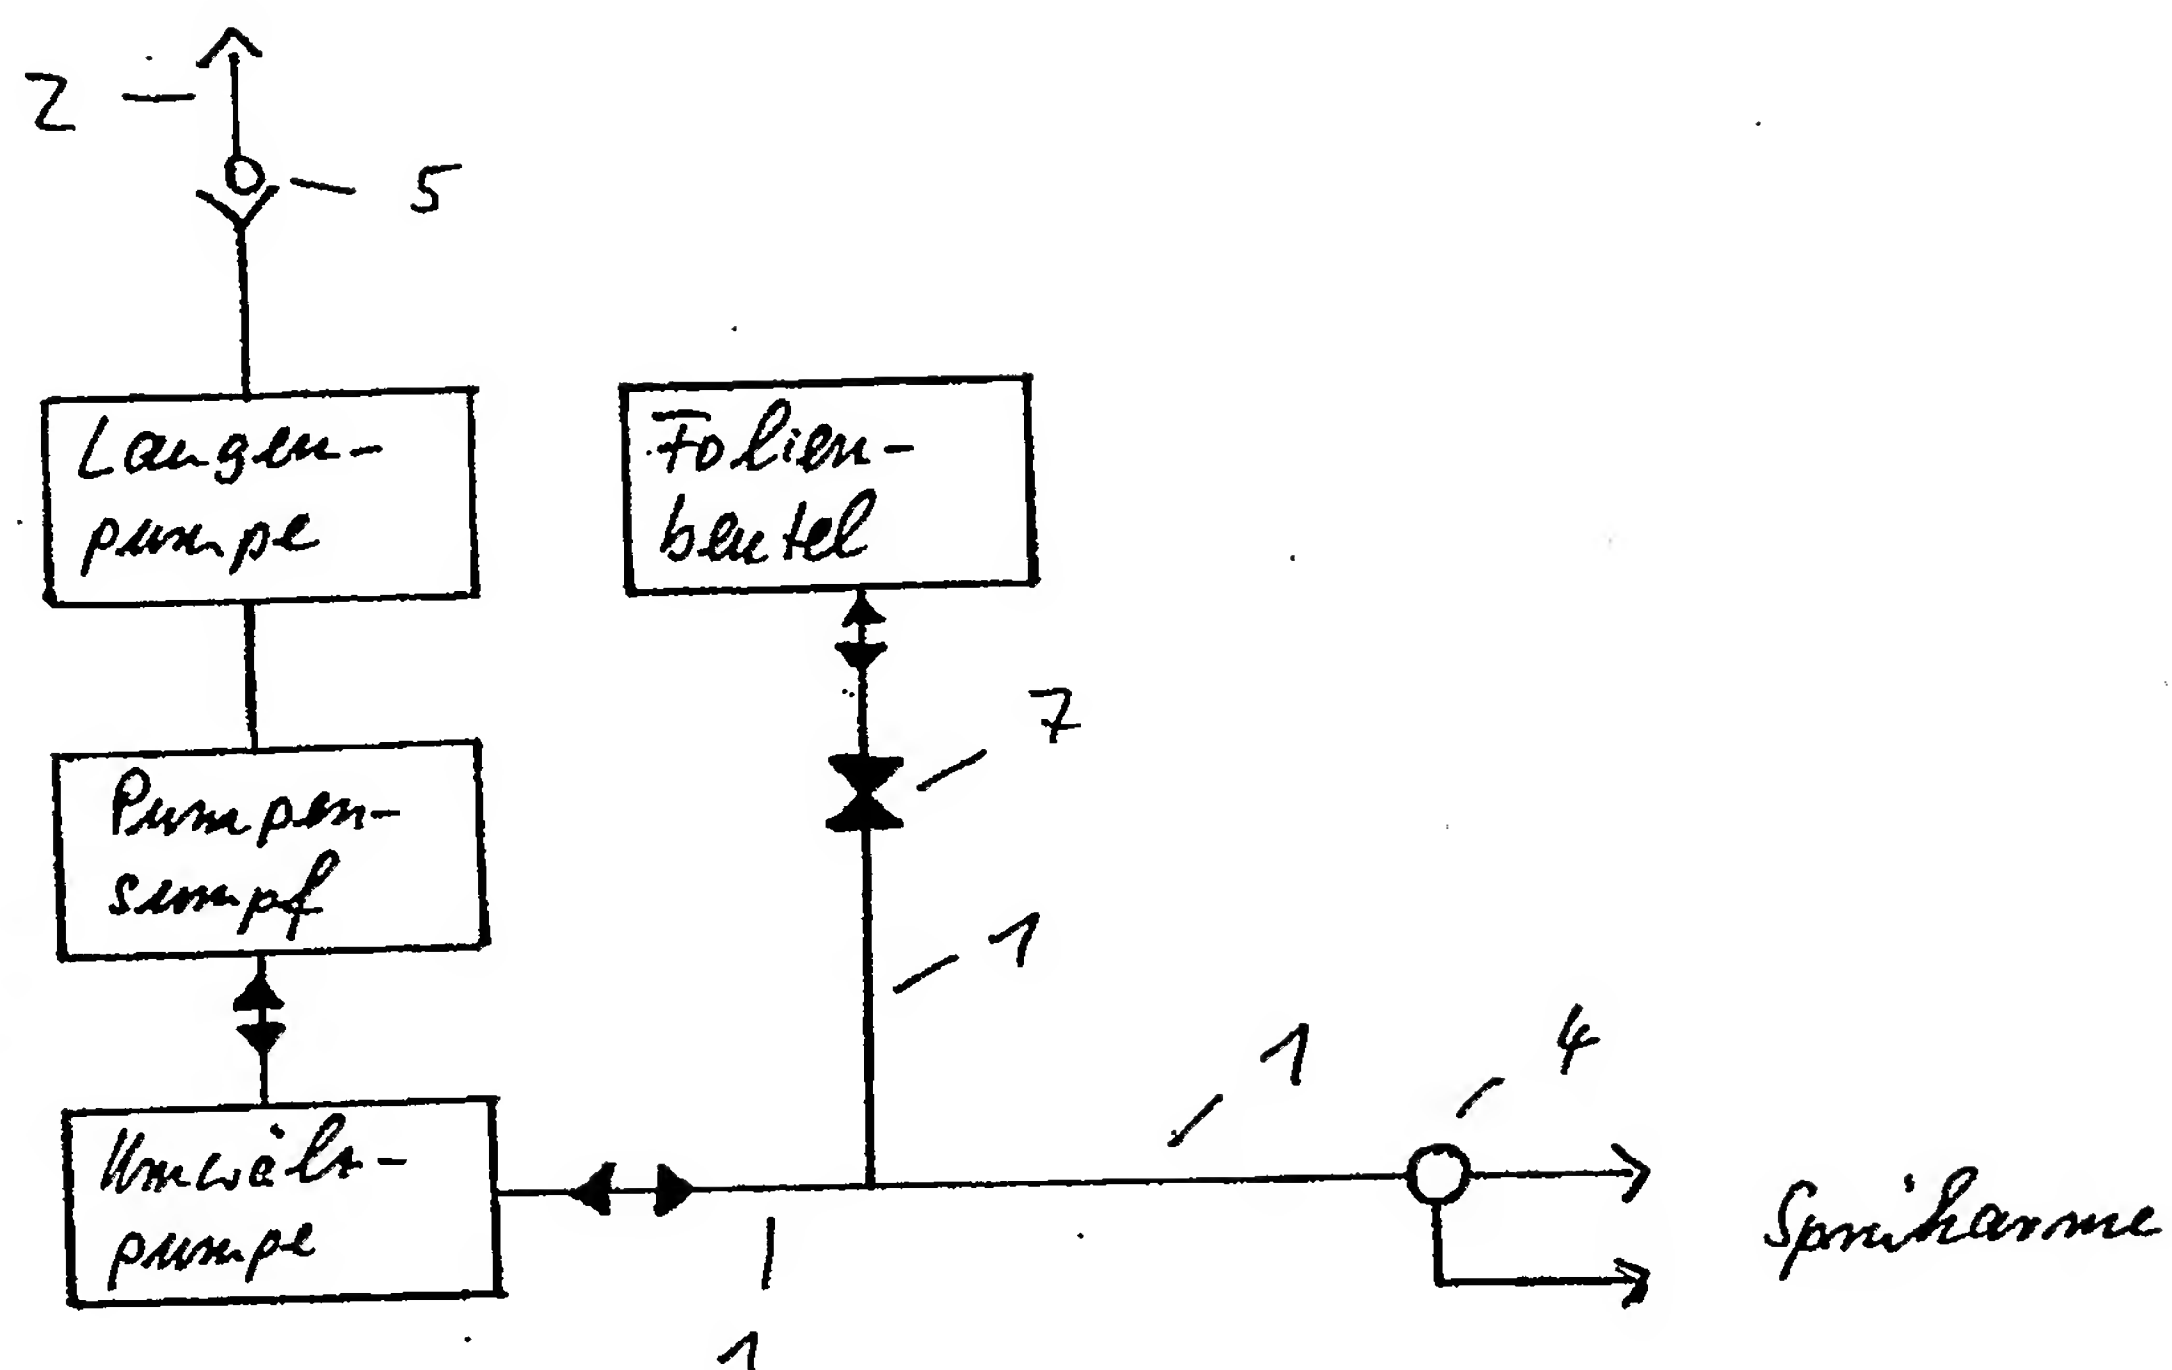 2
5
Laugen-
pumpe
Folien-
beutel
7
Pumpen-
sumpf
1
1
4
Umwälz-
pumpe
Sprüharme
1